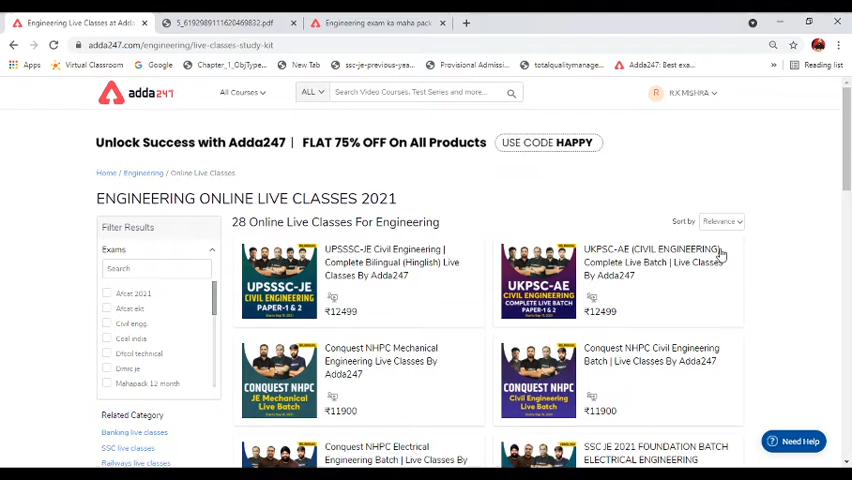 Engineering Live Classes at Adda
5_6192989111620469832.pdf
Engineering exam ka maha pack
adda247.com/engineering/live-classes-study-kit
Apps
Virtual Classroom
Google
Chapter_1_ObjType...
New Tab
ssc-je-previous-yea...
Provisional Admissi...
totalqualitymanage...
Adda247: Best exa...
»
Reading list
adda247
All Courses
ALL
Search Video Courses, Test Series and more...
R
R.K MISHRA
Unlock Success with Adda247 | FLAT 75% OFF On All Products
USE CODE HAPPY
Home / Engineering / Online Live Classes
ENGINEERING ONLINE LIVE CLASSES 2021
Filter Results
Exams
Search
Afcat 2021
Afcat ekt
Civil engg.
Coal india
Dfccil technical
Dmrc je
Mahapack 12 month
Related Category
Banking live classes
SSC live classes
Railways live classes
28 Online Live Classes For Engineering
Sort by
Relevance
UPSSSC-JE
CIVIL ENGINEERING
PAPER-1 & 2
UPSSSC-JE Civil Engineering |
Complete Bilingual (Hinglish) Live
Classes By Adda247
₹12499
UKPSC-AE
CIVIL ENGINEERING
COMPLETE LIVE BATCH
PAPER-1 & 2
UKPSC-AE (CIVIL ENGINEERING)
Complete Live Batch | Live Classes
By Adda247
₹12499
CONQUEST NHPC
JE Mechanical
Live Batch
Conquest NHPC Mechanical
Engineering Live Classes By
Adda247
₹11900
CONQUEST NHPC
Civil Engineering
Live Batch
Conquest NHPC Civil Engineering
Batch | Live Classes By Adda247
₹11900
Conquest NHPC Electrical
Engineering Batch | Live Classes By
SSC JE 2021 FOUNDATION BATCH
ELECTRICAL ENGINEERING
Need Help